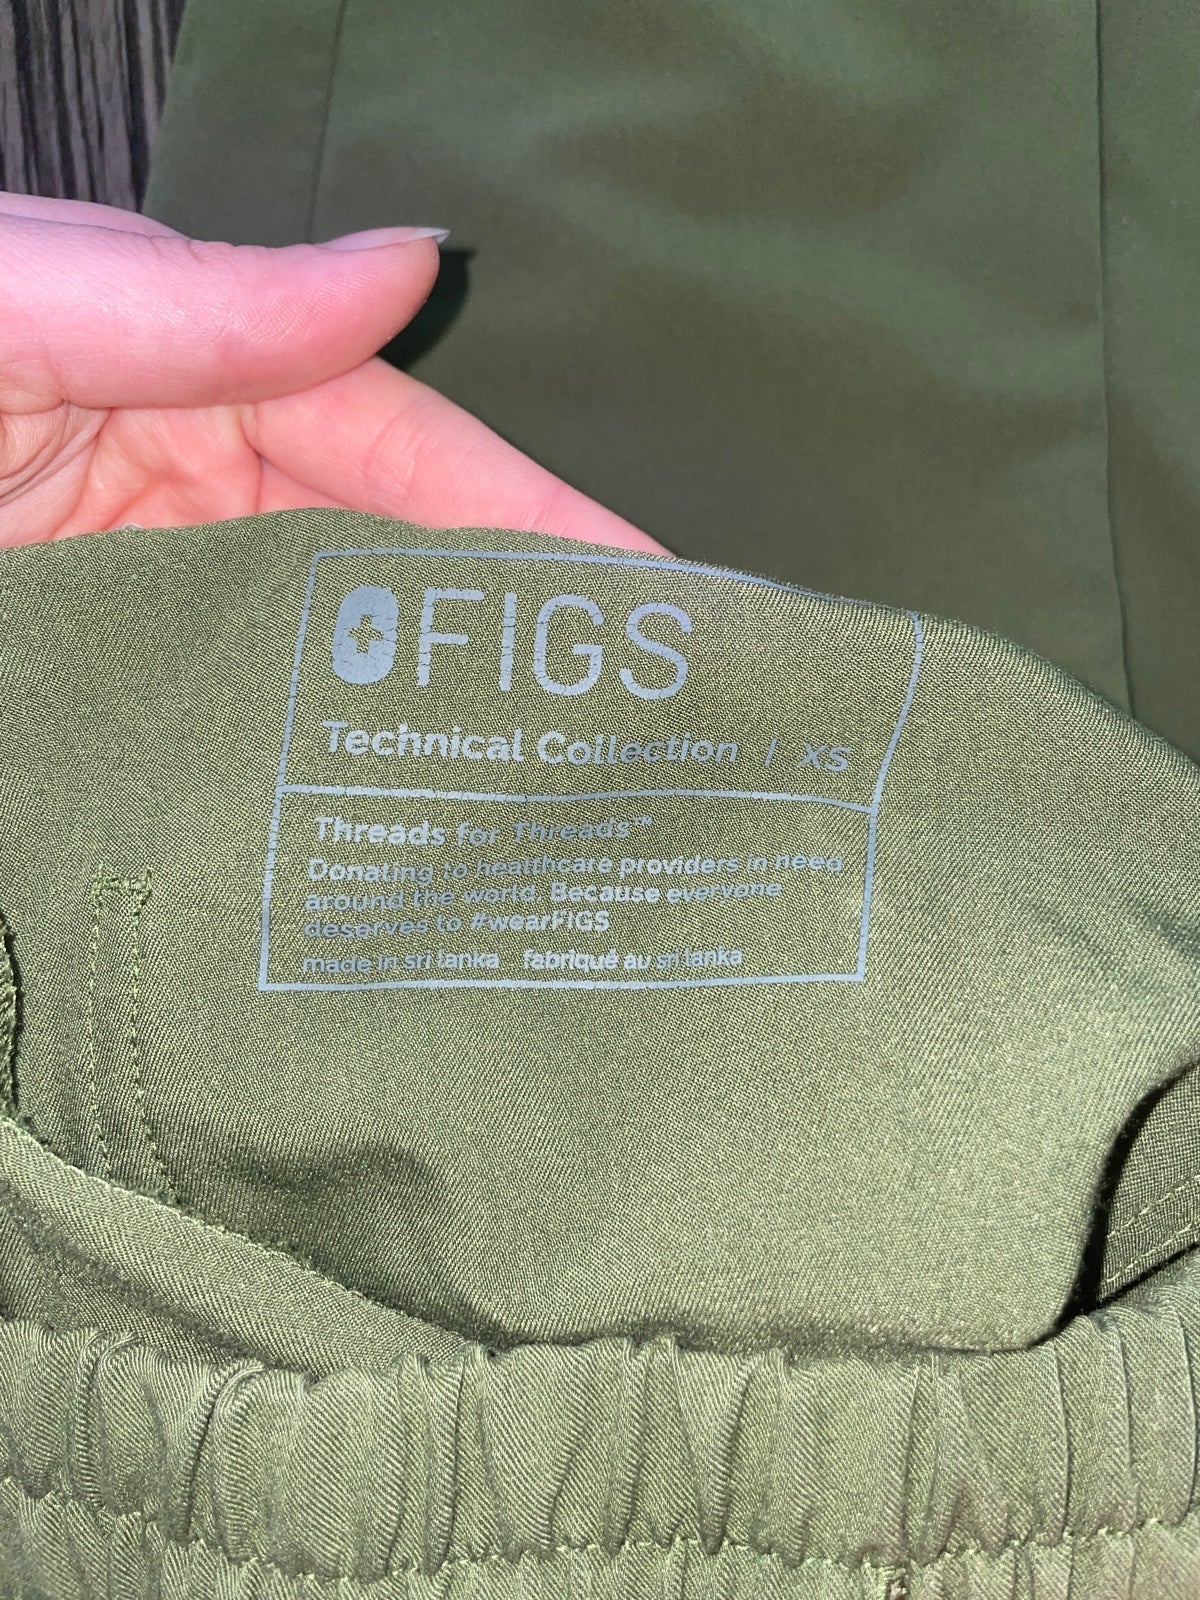 FIGS
Technical Collection / XS
Threads for Threads™
Donating to healthcare providers in need
around the world. Because everyone
deserves to #wearFIGS
made in sri lanka fabriqué au sri lanka